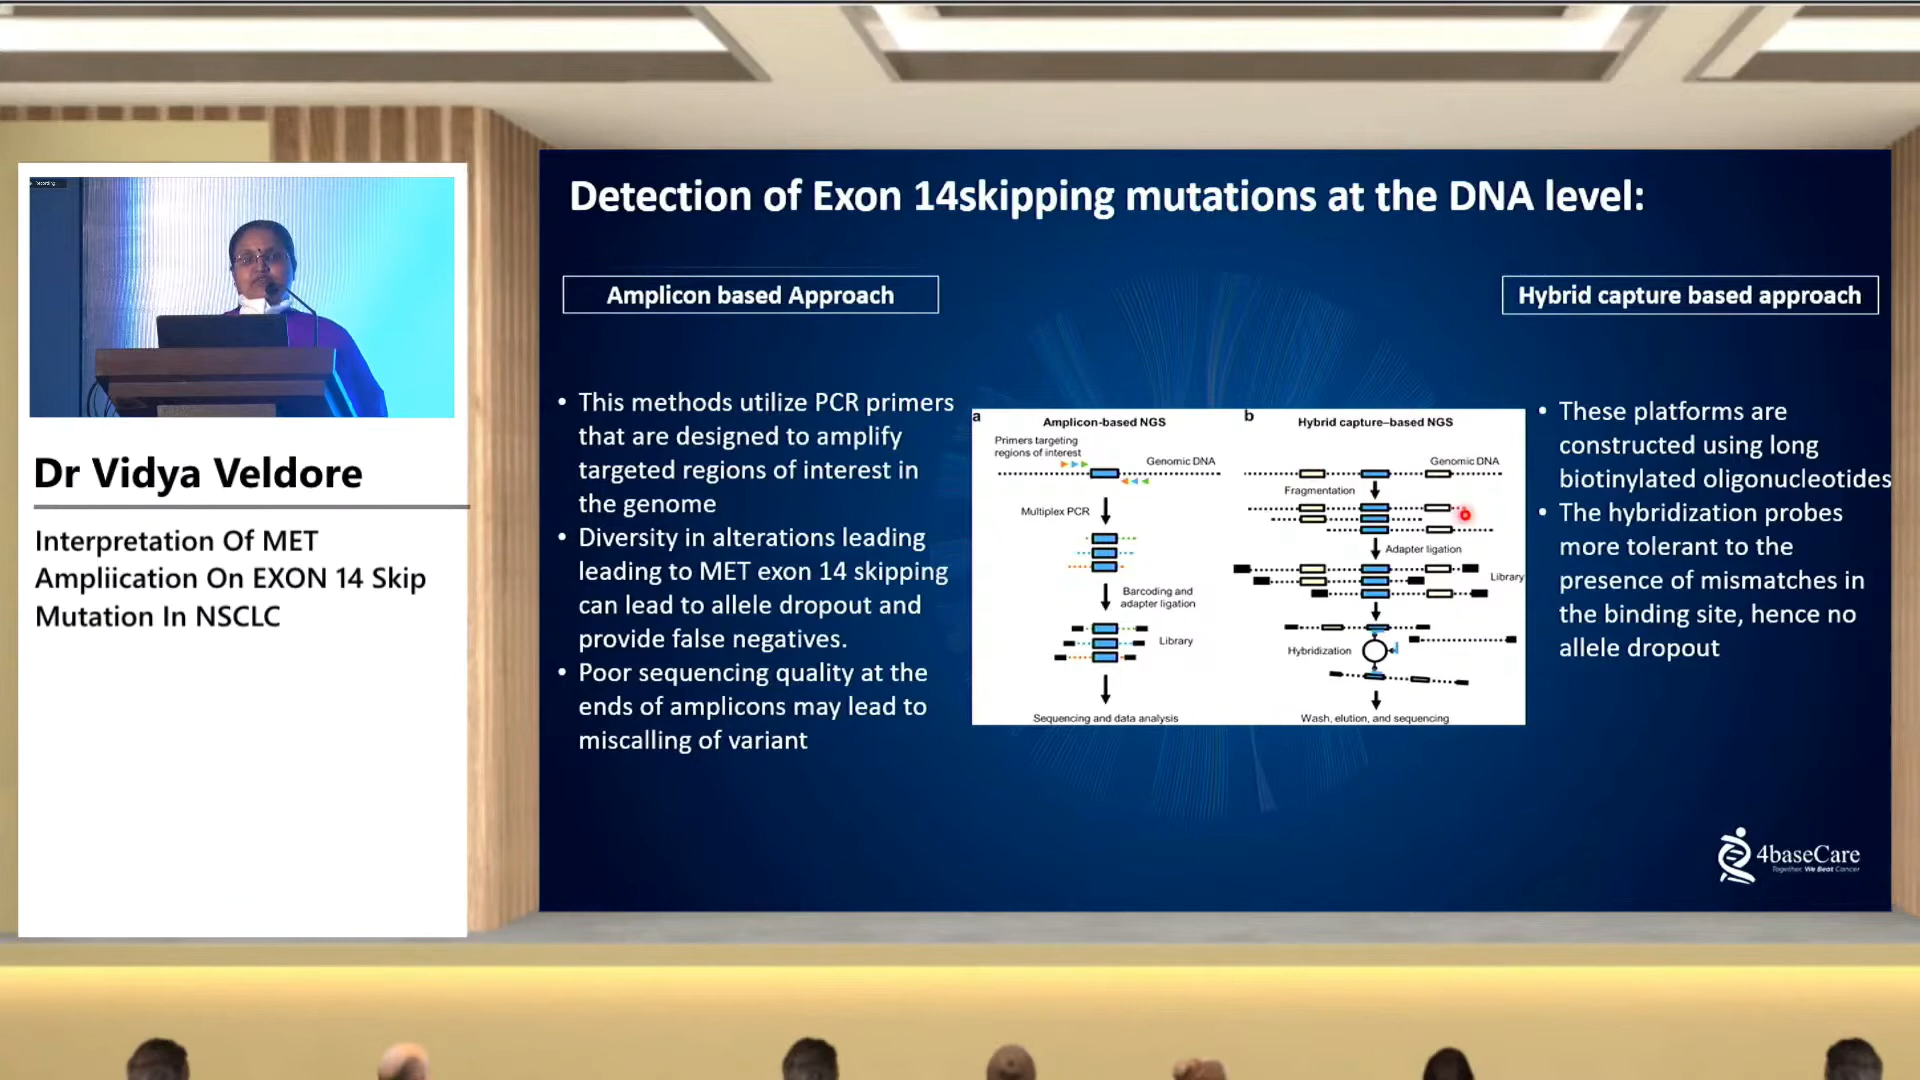 Recording
Dr Vidya Veldore
Interpretation Of MET
Ampliication On EXON 14 Skip
Mutation In NSCLC
Detection of Exon 14skipping mutations at the DNA level:
Amplicon based Approach
• This methods utilize PCR primers
that are designed to amplify
targeted regions of interest in
the genome
• Diversity in alterations leading
leading to MET exon 14 skipping
can lead to allele dropout and
provide false negatives.
• Poor sequencing quality at the
ends of amplicons may lead to
miscalling of variant
a
Amplicon-based NGS
Primers targeting
regions of interest
Genomic DNA
Multiplex PCR
Barcoding and
adapter ligation
Library
Sequencing and data analysis
b
Hybrid capture–based NGS
Genomic DNA
Fragmentation
Adapter ligation
Library
Hybridization
Wash, elution, and sequencing
Hybrid capture based approach
• These platforms are
constructed using long
biotinylated oligonucleotides
• The hybridization probes
more tolerant to the
presence of mismatches in
the binding site, hence no
allele dropout
4baseCare
Together, We Beat Cancer